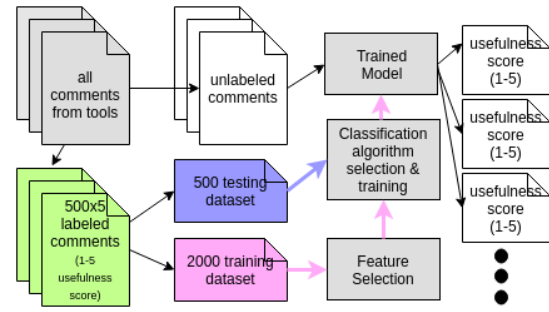 all
comments
from tools
unlabeled
comments
Trained
Model
usefulness
score
(1-5)
usefulness
score
(1-5)
usefulness
score
(1-5)
Classification
algorithm
selection &
training
500 testing
dataset
500x5
labeled
comments
(1-5
usefulness
score)
2000 training
dataset
Feature
Selection